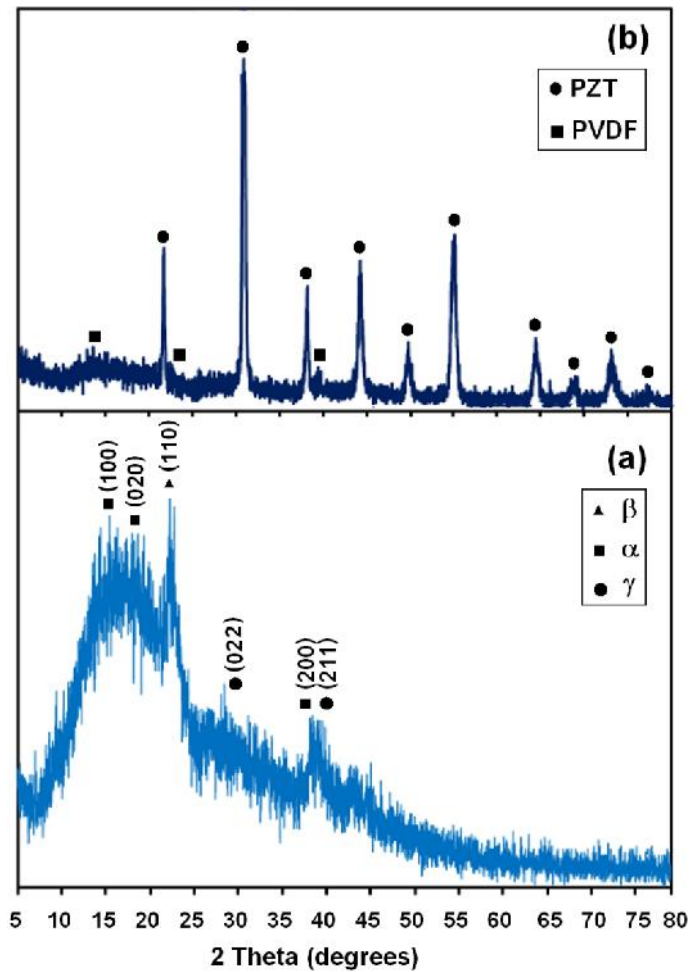 (b)
● PZT
■ PVDF
(a)
■ (100)
■ (020)
▲ (110)
● (022)
■ (200)
● (211)
▲ β
■ α
● γ
5 10 15 20 25 30 35 40 45 50 55 60 65 70 75 80
2 Theta (degrees)